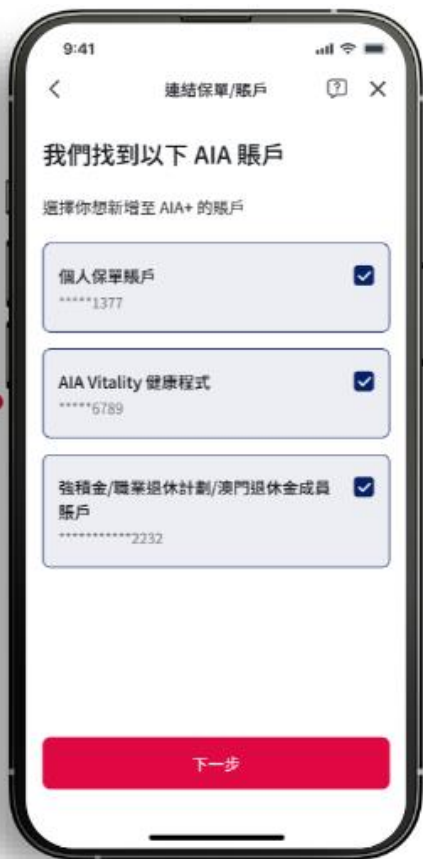 9:41
連結保單/賬戶
我們找到以下 AIA 賬戶
選擇你想新增至 AIA+ 的賬戶
個人保單賬戶
*****1377
AIA Vitality 健康程式
*****6789
強積金/職業退休計劃/澳門退休金成員
賬戶
***********2232
下一步